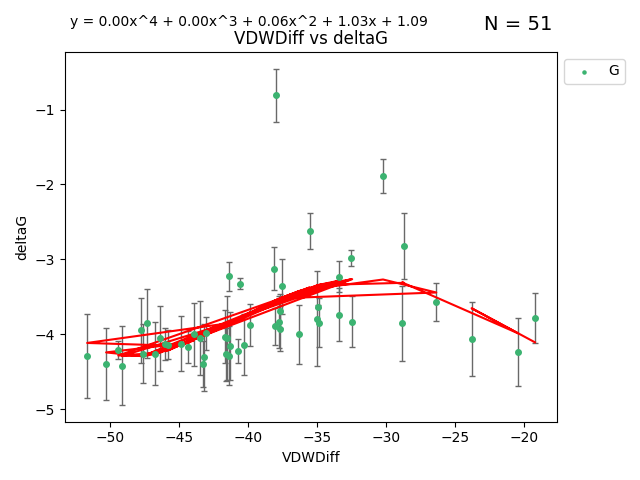 y = 0.00x^4 + 0.00x^3 + 0.06x^2 + 1.03x + 1.09
N = 51
VDWDiff vs deltaG
G
deltaG
−1
−2
−3
−4
−5
−50
−45
−40
−35
−30
−25
−20
VDWDiff